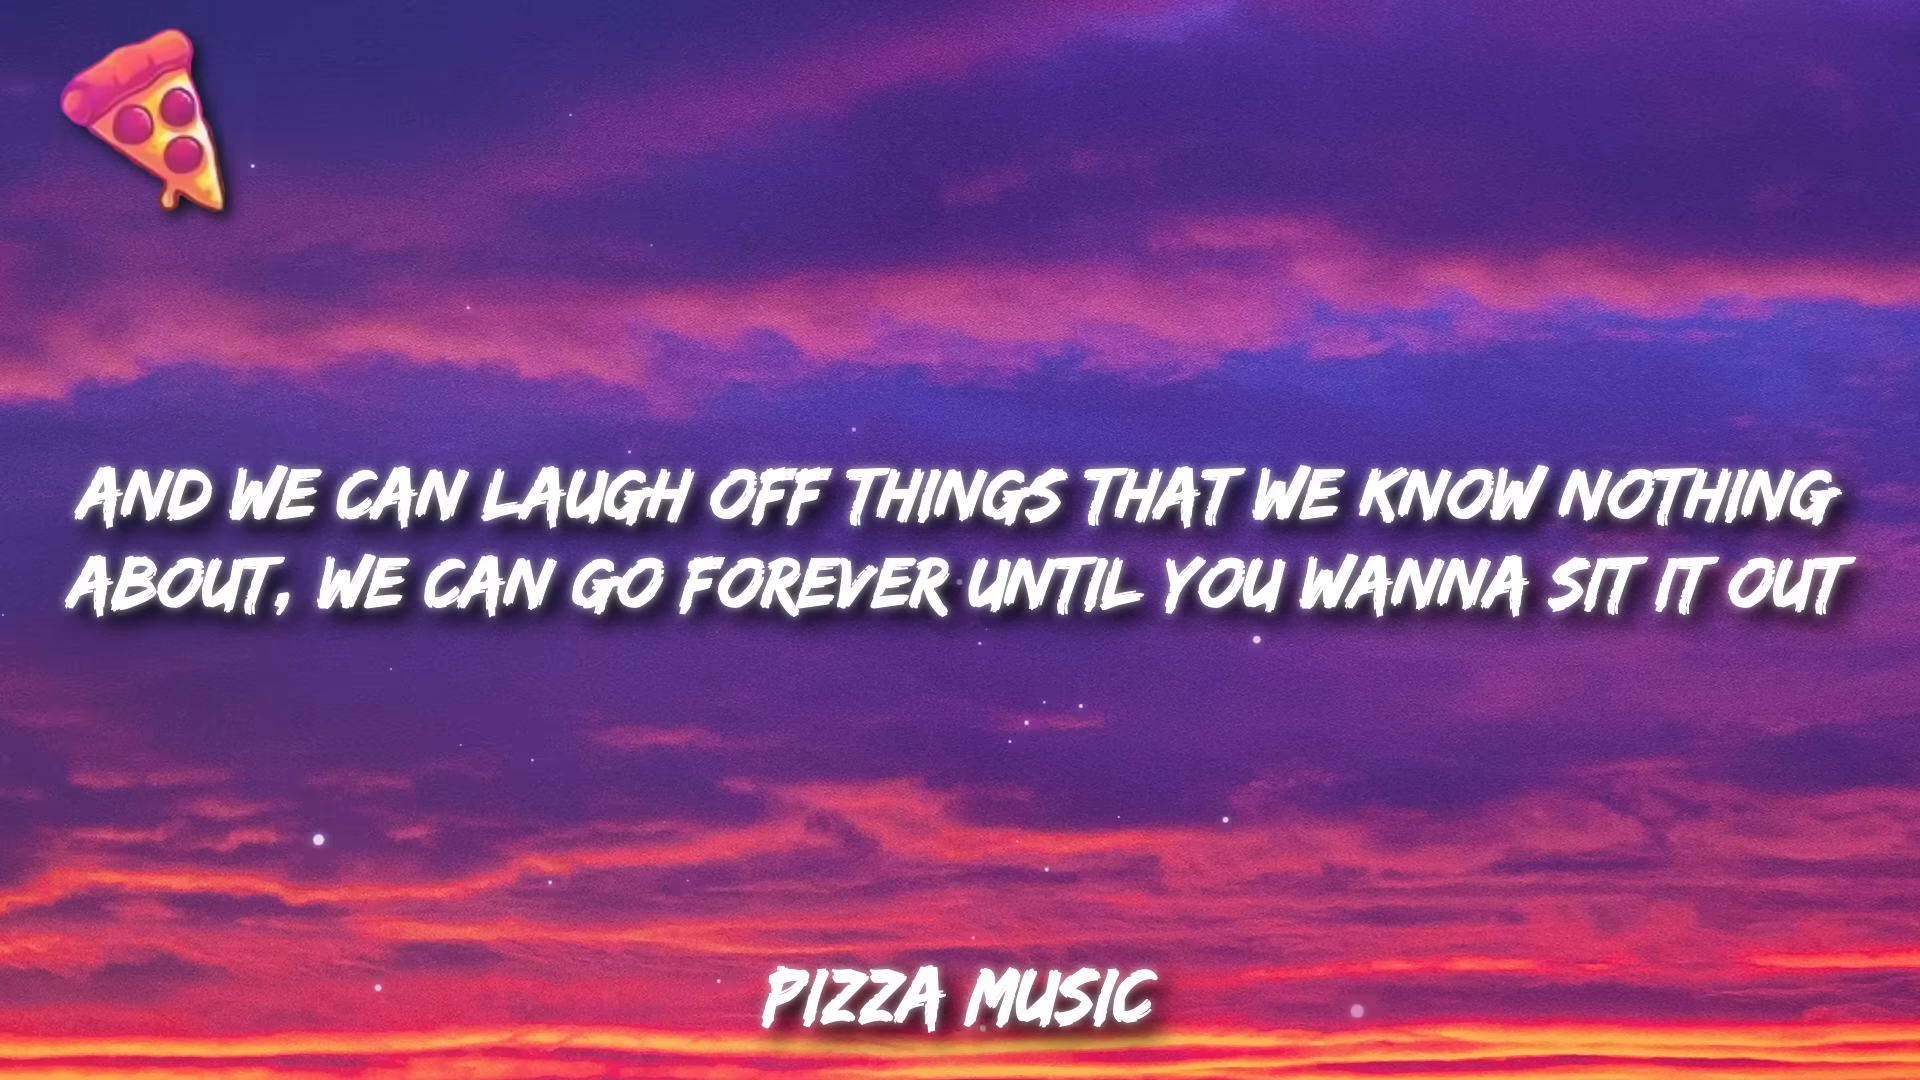 AND WE CAN LAUGH OFF THINGS THAT WE KNOW NOTHING
ABOUT, WE CAN GO FOREVER UNTIL YOU WANNA SIT IT OUT
PIZZA MUSIC